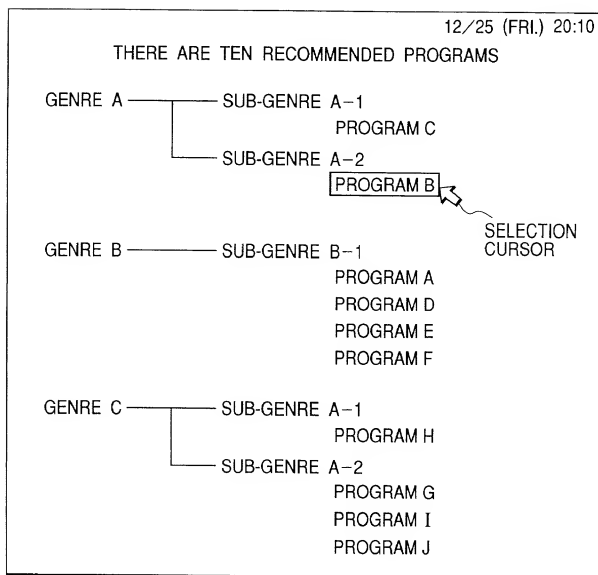 12/25 (FRI.) 20:10
THERE ARE TEN RECOMMENDED PROGRAMS
GENRE A SUB-GENRE A-1
PROGRAM C
SUB-GENRE A-2
PROGRAM B
SELECTION
CURSOR
GENRE B SUB-GENRE B-1
PROGRAM A
PROGRAM D
PROGRAM E
PROGRAM F
GENRE C SUB-GENRE A-1
PROGRAM H
SUB-GENRE A-2
PROGRAM G
PROGRAM I
PROGRAM J